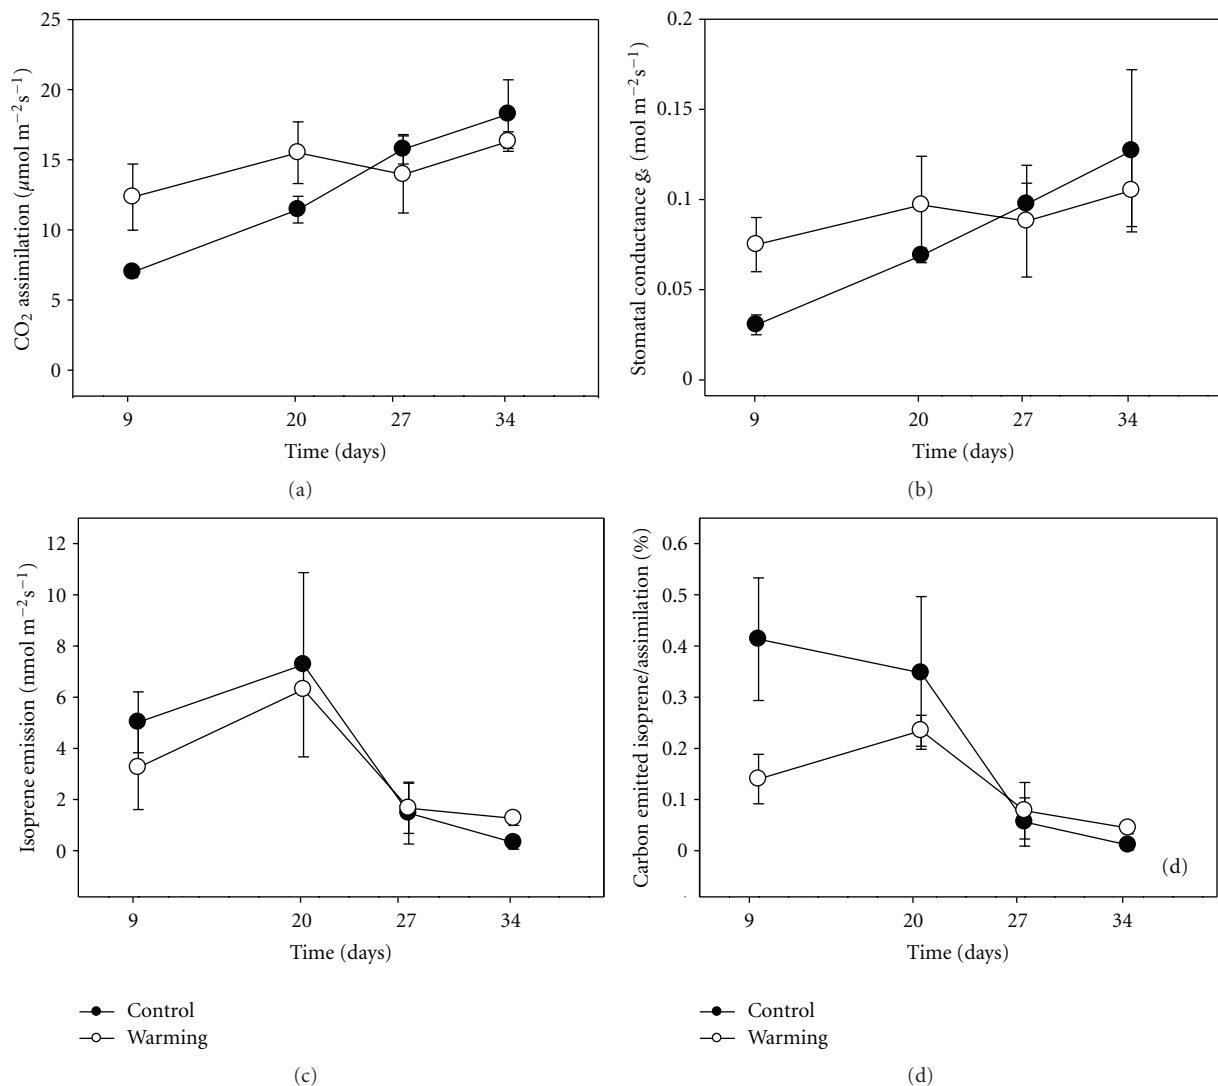 CO₂ assimilation (μmol m⁻²s⁻¹)
25
20
15
10
5
0
9 20 27 34
Time (days)
(a)
Stomatal conductance gₛ (mol m⁻²s⁻¹)
0.2
0.15
0.1
0.05
0
9 20 27 34
Time (days)
(b)
Isoprene emission (nmol m⁻²s⁻¹)
12
10
8
6
4
2
0
9 20 27 34
Time (days)
Control
Warming
(c)
Carbon emitted isoprene/assimilation (%)
0.6
0.5
0.4
0.3
0.2
0.1
0
(d)
9 20 27 34
Time (days)
Control
Warming
(d)